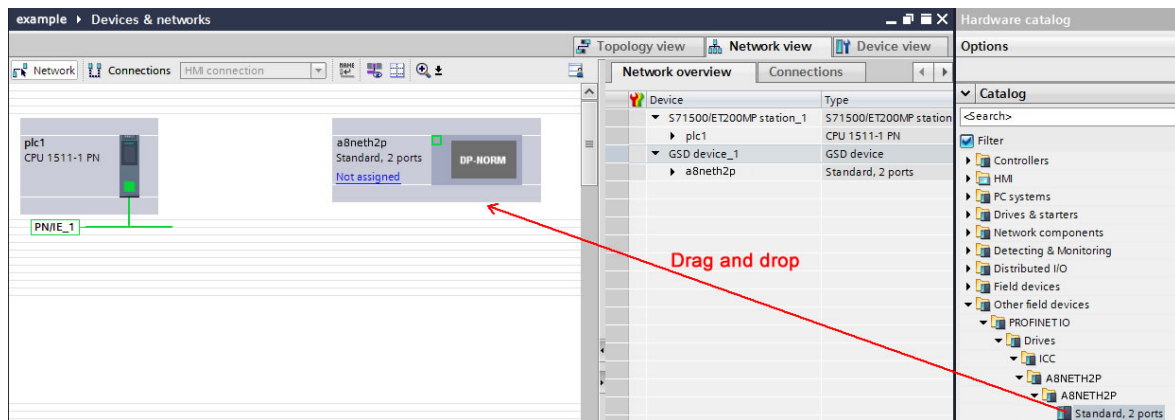 example ▸ Devices & networks
Topology view
Network view
Device view
Network
Connections
HMI connection
plc1
CPU 1511-1 PN
PN/IE_1
a8neth2p
Standard, 2 ports
Not assigned
DP-NORM
Drag and drop
Network overview
Connections
Device
Type
S71500/ET200MP station_1
S71500/ET200MP station
plc1
CPU 1511-1 PN
GSD device_1
GSD device
a8neth2p
Standard, 2 ports
Hardware catalog
Options
Catalog
<Search>
Filter
Controllers
HMI
PC systems
Drives & starters
Network components
Detecting & Monitoring
Distributed I/O
Field devices
Other field devices
PROFINET IO
Drives
ICC
A8NETH2P
A8NETH2P
Standard, 2 ports